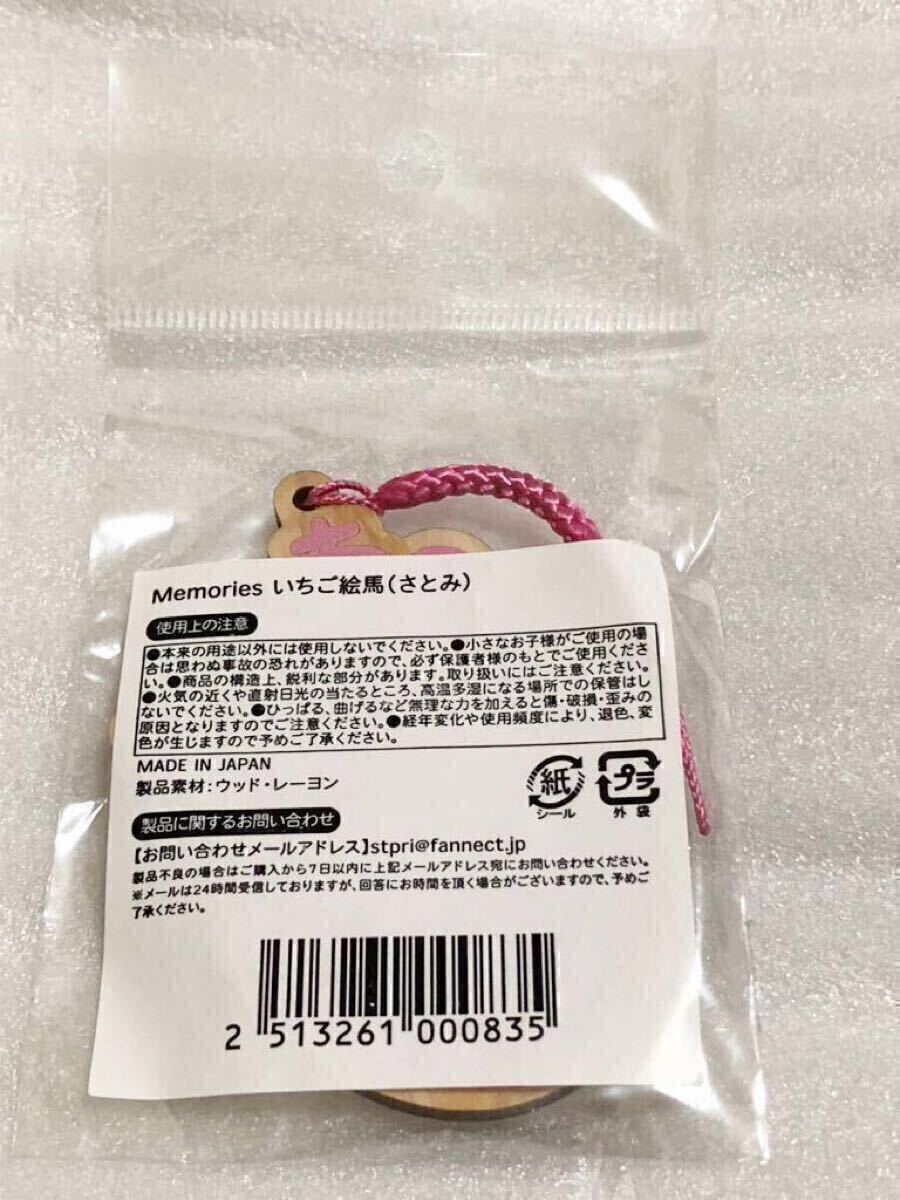 Memories いちご絵馬(さとみ)
使用上の注意
●本来の用途以外には使用しないでください。●小さなお子様がご使用の場
合は思わぬ事故の恐れがありますので、必ず保護者様のもとでご使用くださ
い。●商品の構造上、鋭利な部分があります。取り扱いにはご注意ください。
●火気の近くや直射日光の当たるところ、高温多湿になる場所での保管はし
ないでください。●ひっぱる、曲げるなど無理な力を加えると傷・破損・歪みの
原因となりますのでご注意ください。●経年変化や使用頻度により、退色、変
色が生じますので予めご了承ください。
MADE IN JAPAN
製品素材:ウッド・レーヨン
紙
シール
プラ
外袋
製品に関するお問い合わせ
【お問い合わせメールアドレス】stpri@fannect.jp
製品不良の場合はご購入から7日以内に上記メールアドレス宛にお問い合わせください。
※メールは24時間受信しておりますが、回答にお時間を頂く場合がございますので、予めご
了承ください。
2 513261 000835